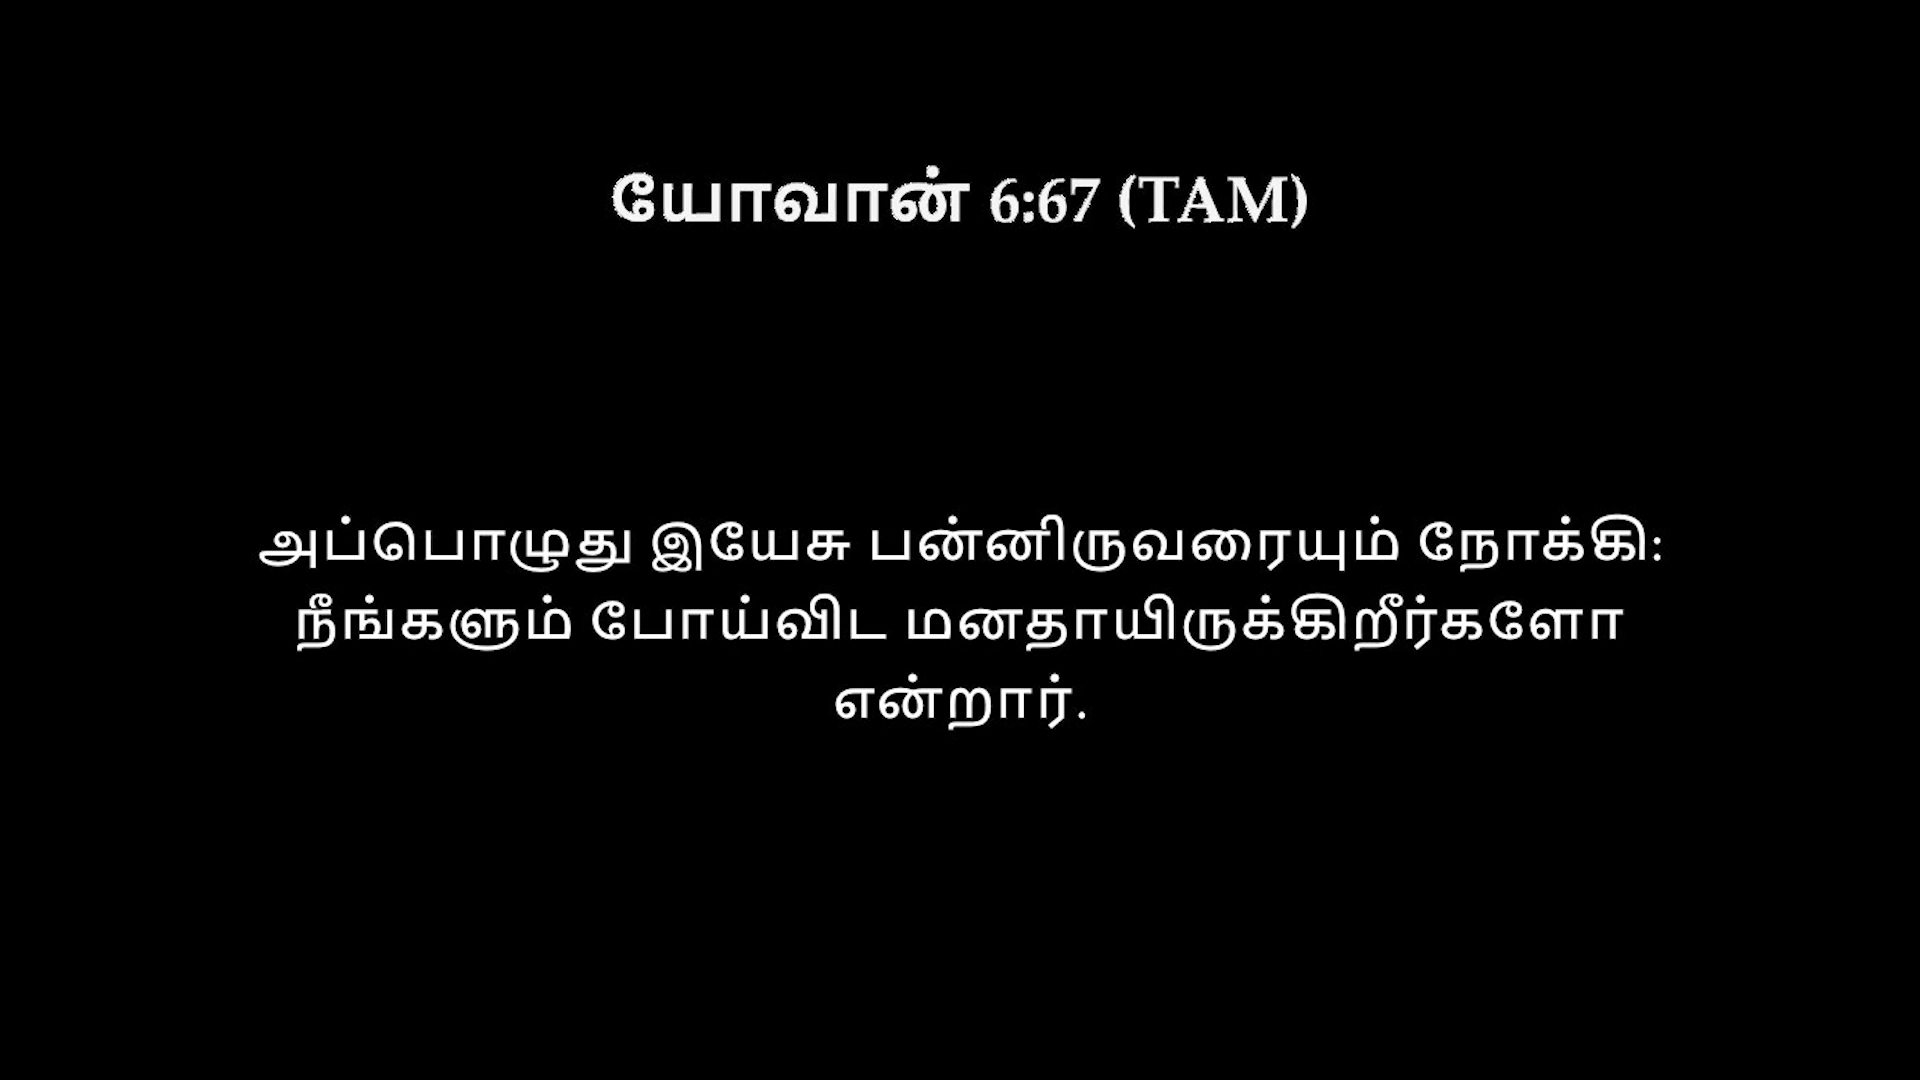 யோவான் 6:67 (TAM)
அப்பொழுது இயேசு பன்னிருவரையும் நோக்கி:
நீங்களும் போய்விட மனதாயிருக்கிறீர்களோ
என்றார்.